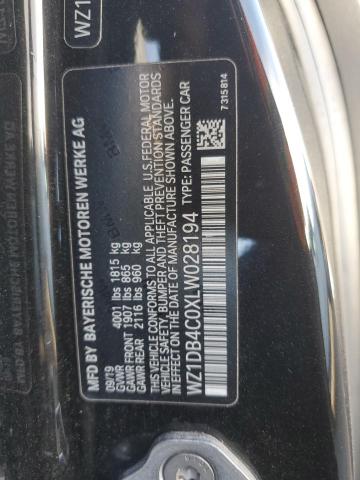 MFD BY BAYERISCHE MOTOREN WERKE AG
09/19
GVWR 4001 lbs 1815 kg
GAWR FRONT 1907 lbs 865 kg
GAWR REAR 2116 lbs 960 kg
THIS VEHICLE CONFORMS TO ALL APPLICABLE U.S.FEDERAL MOTOR
VEHICLE SAFETY, BUMPER, AND THEFT PREVENTION STANDARDS
IN EFFECT ON THE DATE OF MANUFACTURE SHOWN ABOVE.
WZ1DB4C0XLW028194 TYPE: PASSENGER CAR
7315814
WZ1